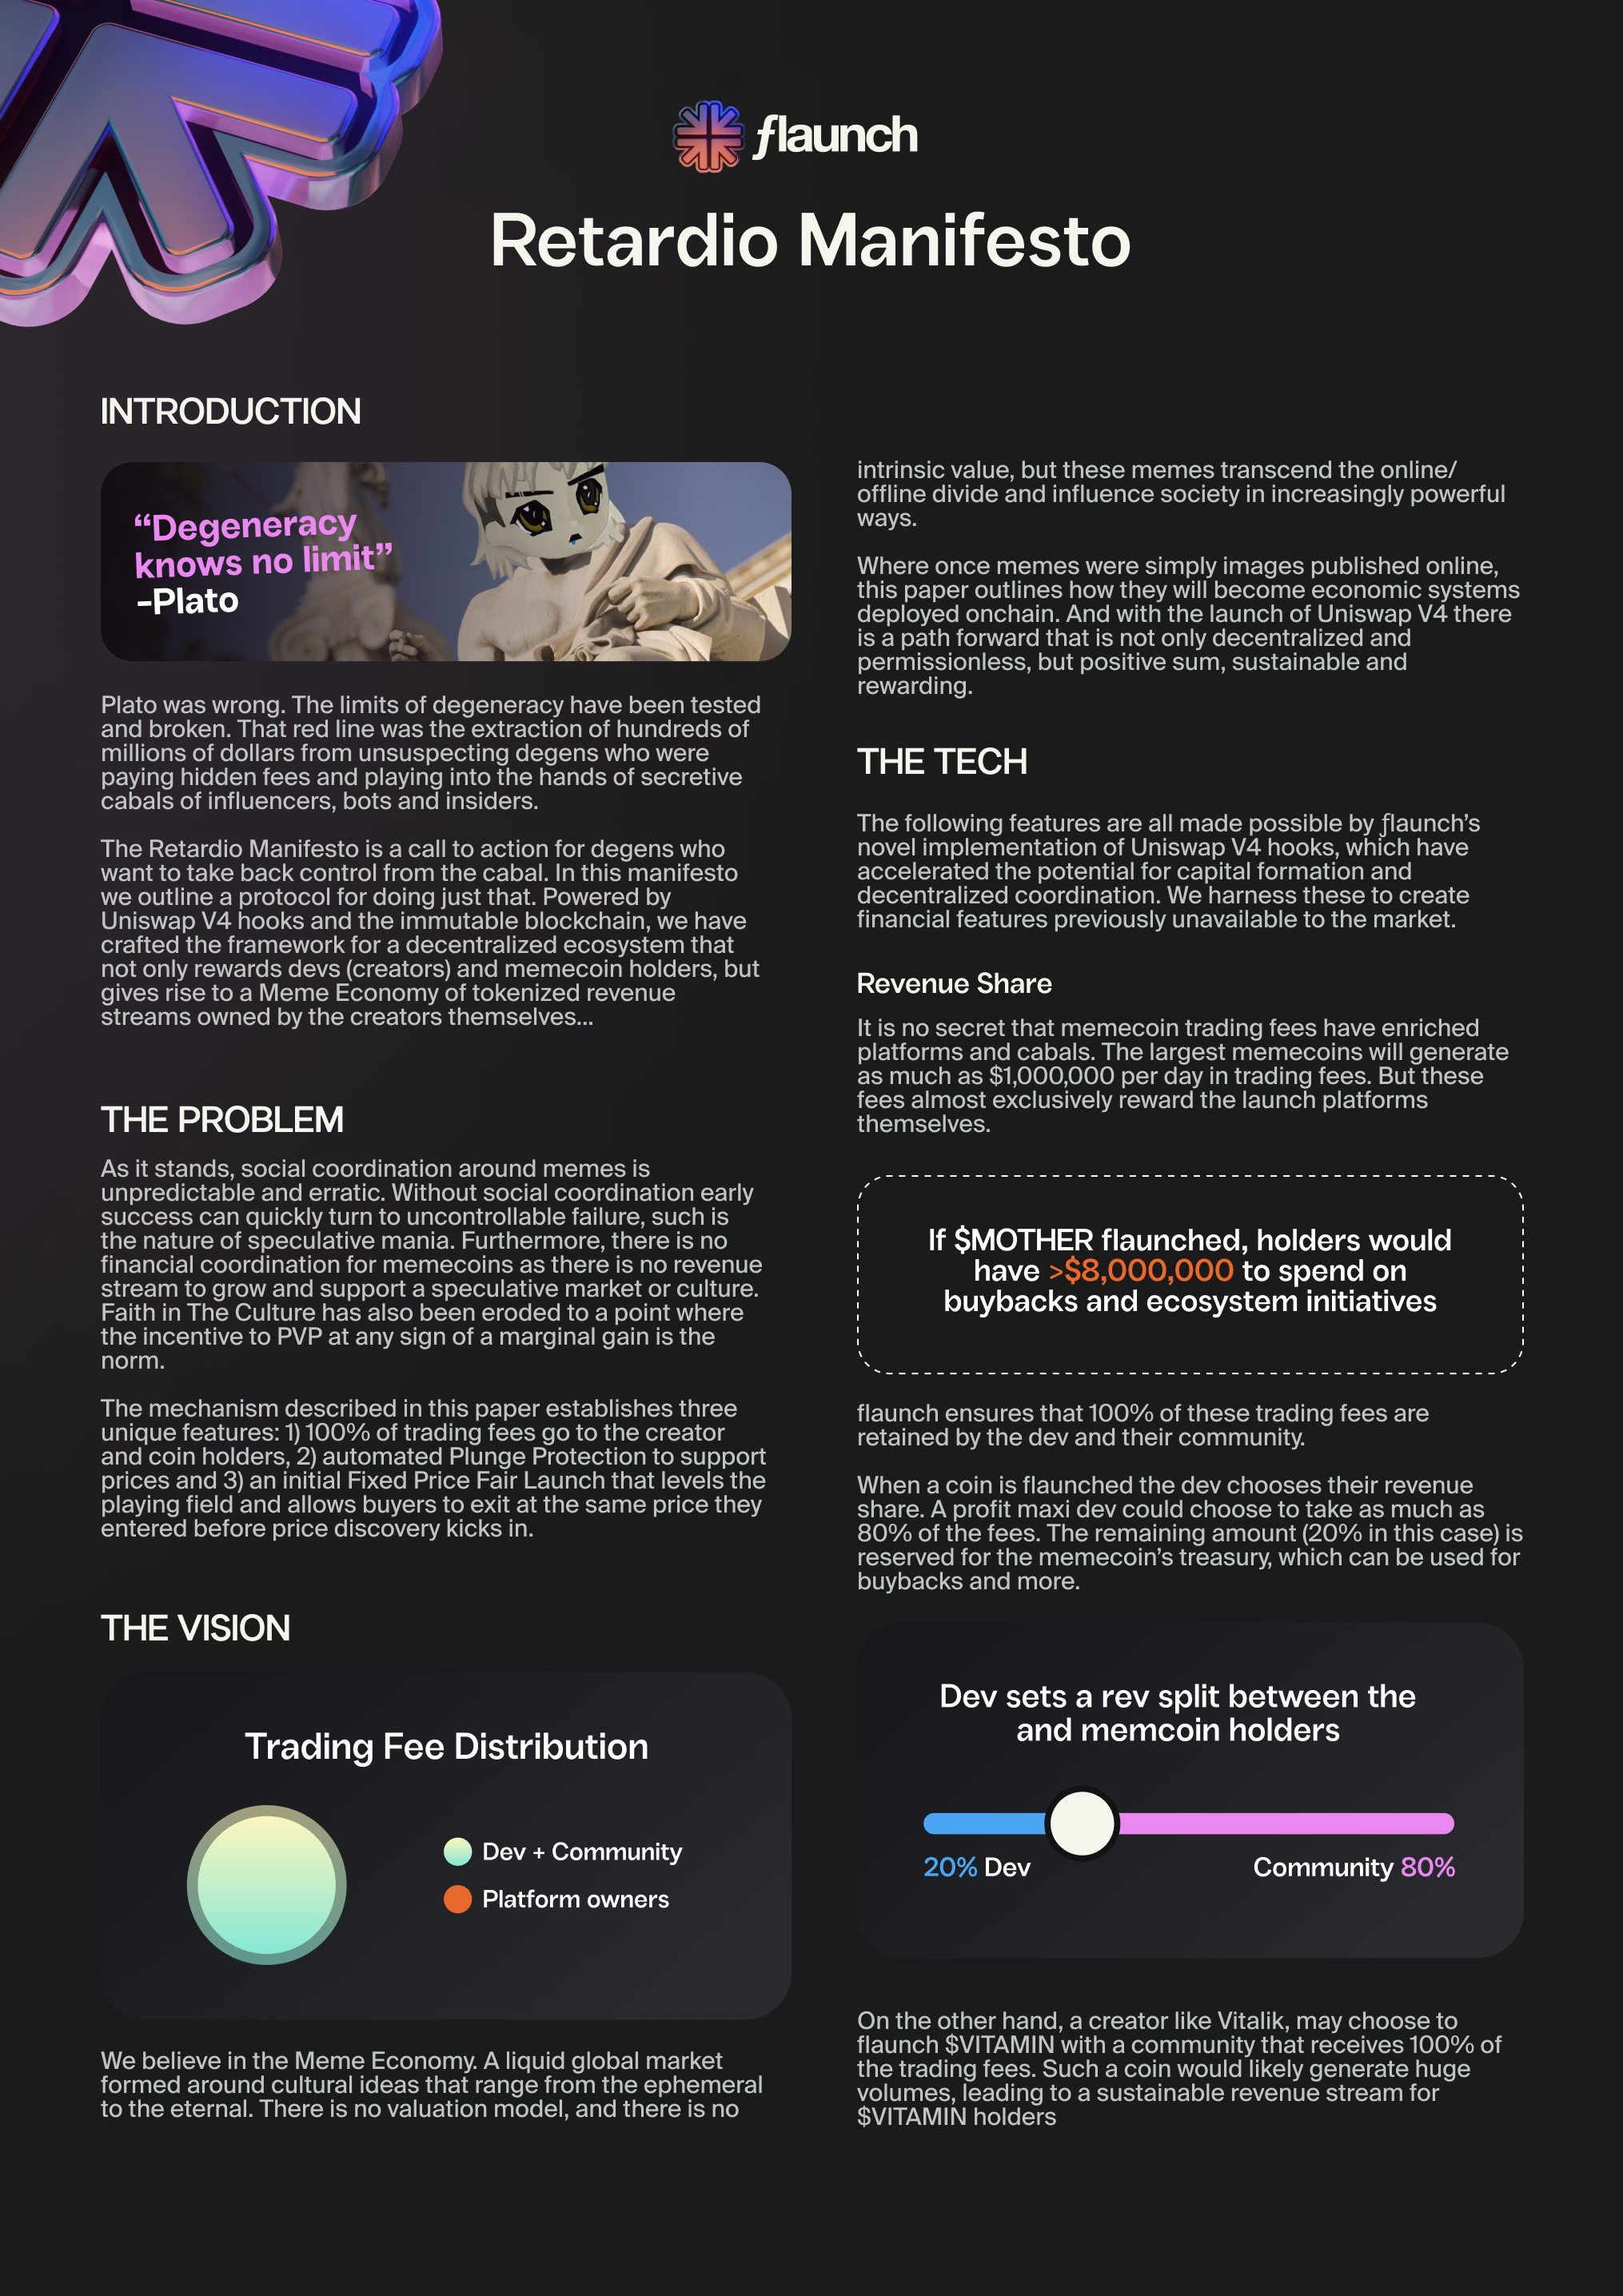 ƒlaunch
Retardio Manifesto
INTRODUCTION
“Degeneracy
knows no limit”
-Plato
Plato was wrong. The limits of degeneracy have been tested
and broken. That red line was the extraction of hundreds of
millions of dollars from unsuspecting degens who were
paying hidden fees and playing into the hands of secretive
cabals of influencers, bots and insiders.
The Retardio Manifesto is a call to action for degens who
want to take back control from the cabal. In this manifesto
we outline a protocol for doing just that. Powered by
Uniswap V4 hooks and the immutable blockchain, we have
crafted the framework for a decentralized ecosystem that
not only rewards devs (creators) and memecoin holders, but
gives rise to a Meme Economy of tokenized revenue
streams owned by the creators themselves...
THE PROBLEM
As it stands, social coordination around memes is
unpredictable and erratic. Without social coordination early
success can quickly turn to uncontrollable failure, such is
the nature of speculative mania. Furthermore, there is no
financial coordination for memecoins as there is no revenue
stream to grow and support a speculative market or culture.
Faith in The Culture has also been eroded to a point where
the incentive to PVP at any sign of a marginal gain is the
norm.
The mechanism described in this paper establishes three
unique features: 1) 100% of trading fees go to the creator
and coin holders, 2) automated Plunge Protection to support
prices and 3) an initial Fixed Price Fair Launch that levels the
playing field and allows buyers to exit at the same price they
entered before price discovery kicks in.
THE VISION
Trading Fee Distribution
Dev + Community
Platform owners
We believe in the Meme Economy. A liquid global market
formed around cultural ideas that range from the ephemeral
to the eternal. There is no valuation model, and there is no
intrinsic value, but these memes transcend the online/
offline divide and influence society in increasingly powerful
ways.
Where once memes were simply images published online,
this paper outlines how they will become economic systems
deployed onchain. And with the launch of Uniswap V4 there
is a path forward that is not only decentralized and
permissionless, but positive sum, sustainable and
rewarding.
THE TECH
The following features are all made possible by ƒlaunch’s
novel implementation of Uniswap V4 hooks, which have
accelerated the potential for capital formation and
decentralized coordination. We harness these to create
financial features previously unavailable to the market.
Revenue Share
It is no secret that memecoin trading fees have enriched
platforms and cabals. The largest memecoins will generate
as much as $1,000,000 per day in trading fees. But these
fees almost exclusively reward the launch platforms
themselves.
If $MOTHER flaunched, holders would
have >$8,000,000 to spend on
buybacks and ecosystem initiatives
flaunch ensures that 100% of these trading fees are
retained by the dev and their community.
When a coin is flaunched the dev chooses their revenue
share. A profit maxi dev could choose to take as much as
80% of the fees. The remaining amount (20% in this case) is
reserved for the memecoin’s treasury, which can be used for
buybacks and more.
Dev sets a rev split between the
and memcoin holders
20% Dev
Community 80%
On the other hand, a creator like Vitalik, may choose to
flaunch $VITAMIN with a community that receives 100% of
the trading fees. Such a coin would likely generate huge
volumes, leading to a sustainable revenue stream for
$VITAMIN holders